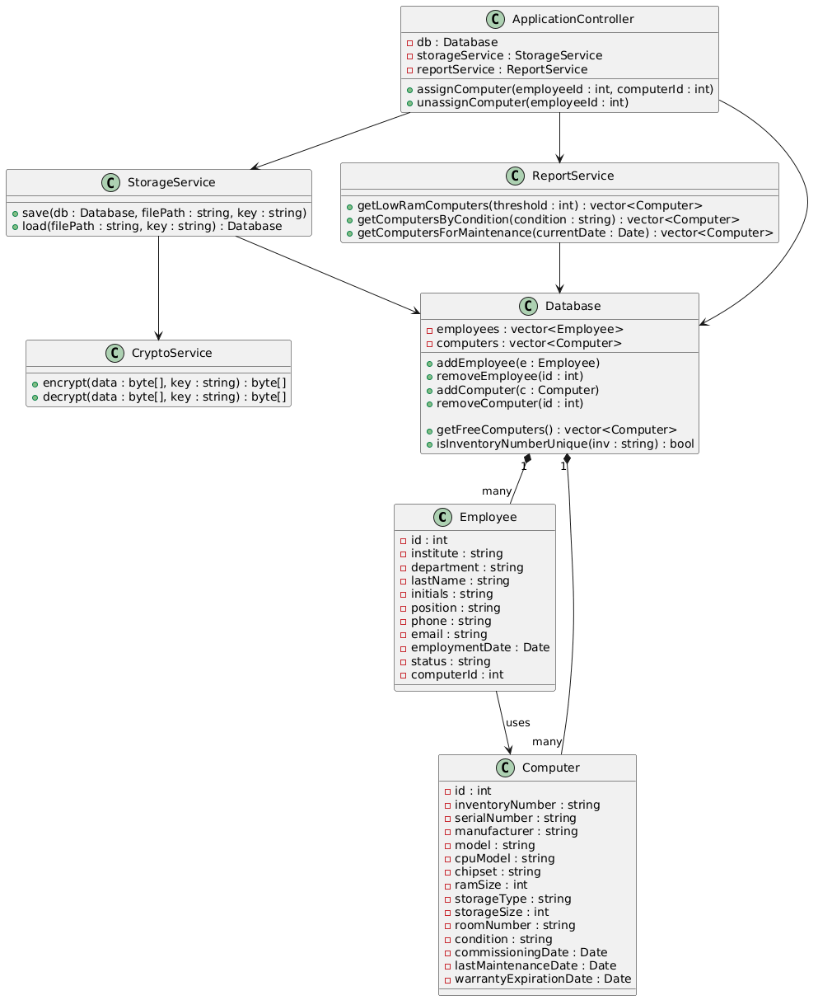 C ApplicationController
db : Database
storageService : StorageService
reportService : ReportService
assignComputer(employeeId : int, computerId : int)
unassignComputer(employeeId : int)
C StorageService
save(db : Database, filePath : string, key : string)
load(filePath : string, key : string) : Database
C ReportService
getLowRamComputers(threshold : int) : vector<Computer>
getComputersByCondition(condition : string) : vector<Computer>
getComputersForMaintenance(currentDate : Date) : vector<Computer>
C CryptoService
encrypt(data : byte[], key : string) : byte[]
decrypt(data : byte[], key : string) : byte[]
C Database
employees : vector<Employee>
computers : vector<Computer>
addEmployee(e : Employee)
removeEmployee(id : int)
addComputer(c : Computer)
removeComputer(id : int)
getFreeComputers() : vector<Computer>
isInventoryNumberUnique(inv : string) : bool
1
1
many
C Employee
id : int
institute : string
department : string
lastName : string
initials : string
position : string
phone : string
email : string
employmentDate : Date
status : string
computerId : int
uses
many
C Computer
id : int
inventoryNumber : string
serialNumber : string
manufacturer : string
model : string
cpuModel : string
chipset : string
ramSize : int
storageType : string
storageSize : int
roomNumber : string
condition : string
commissioningDate : Date
lastMaintenanceDate : Date
warrantyExpirationDate : Date